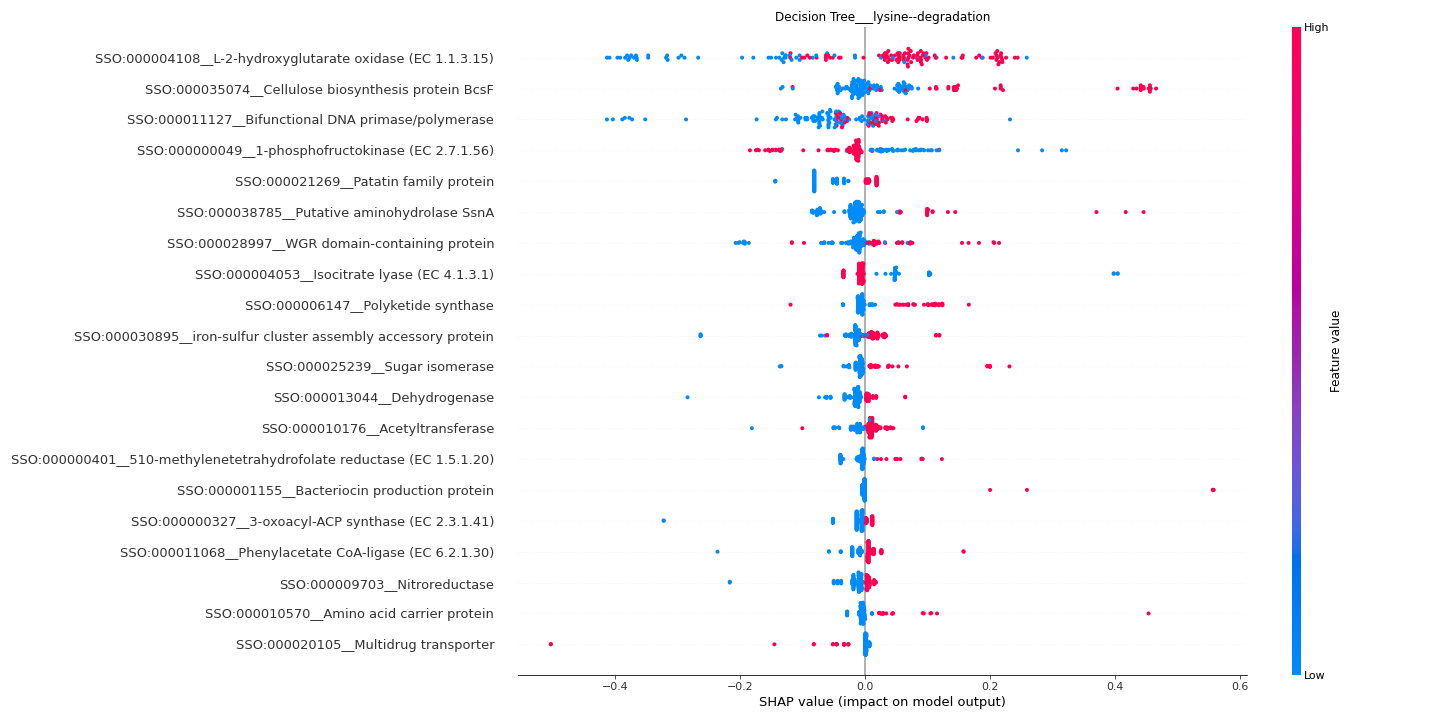 Decision Tree___lysine--degradation
High
SSO:000004108__L-2-hydroxyglutarate oxidase (EC 1.1.3.15)
SSO:000035074__Cellulose biosynthesis protein BcsF
SSO:000011127__Bifunctional DNA primase/polymerase
SSO:000000049__1-phosphofructokinase (EC 2.7.1.56)
SSO:000021269__Patatin family protein
SSO:000038785__Putative aminohydrolase SsnA
SSO:000028997__WGR domain-containing protein
SSO:000004053__Isocitrate lyase (EC 4.1.3.1)
SSO:000006147__Polyketide synthase
SSO:000030895__iron-sulfur cluster assembly accessory protein
SSO:000025239__Sugar isomerase
SSO:000013044__Dehydrogenase
SSO:000010176__Acetyltransferase
SSO:000000401__510-methylenetetrahydrofolate reductase (EC 1.5.1.20)
SSO:000001155__Bacteriocin production protein
SSO:000000327__3-oxoacyl-ACP synthase (EC 2.3.1.41)
SSO:000011068__Phenylacetate CoA-ligase (EC 6.2.1.30)
SSO:000009703__Nitroreductase
SSO:000010570__Amino acid carrier protein
SSO:000020105__Multidrug transporter
Feature value
Low
−0.4 −0.2 0.0 0.2 0.4 0.6
SHAP value (impact on model output)